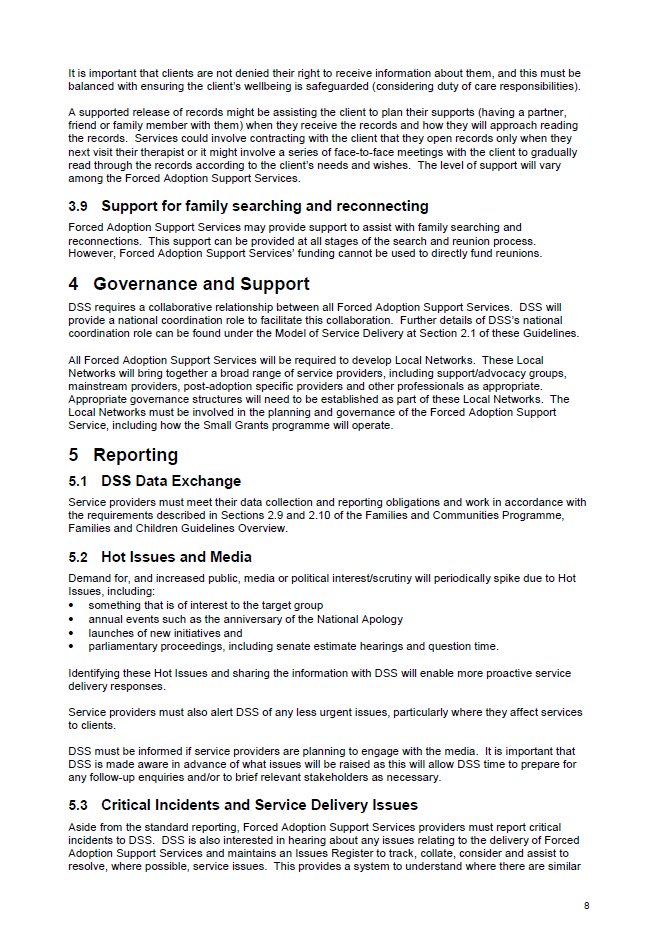 It is important that clients are not denied their right to receive information about them, and this must be
balanced with ensuring the client's wellbeing is safeguarded (considering duty of care responsibilities).
A supported release of records might be assisting the client to plan their supports (having a partner,
friend or family member with them) when they receive the records and how they will approach reading
the records.  Services could involve contracting with the client that they open records only when they
next visit their therapist or it might involve a series of face-to-face meetings with the client to gradually
read through the records according to the client's needs and wishes.  The level of support will vary
among the Forced Adoption Support Services.
3.9 Support for family searching and reconnecting
Forced Adoption Support Services may provide support to assist with family searching and
reconnections.  This support can be provided at all stages of the search and reunion process.
However, Forced Adoption Support Services' funding cannot be used to directly fund reunions.
4 Governance and Support
DSS requires a collaborative relationship between all Forced Adoption Support Services.  DSS will
provide a national coordination role to facilitate this collaboration.  Further details of DSS's national
coordination role can be found under the Model of Service Delivery at Section 2.1 of these Guidelines.
All Forced Adoption Support Services will be required to develop Local Networks.  These Local
Networks will bring together a broad range of service providers, including support/advocacy groups,
mainstream providers, post-adoption specific providers and other professionals as appropriate.
Appropriate governance structures will need to be established as part of these Local Networks.  The
Local Networks must be involved in the planning and governance of the Forced Adoption Support
Service, including how the Small Grants programme will operate.
5 Reporting
5.1 DSS Data Exchange
Service providers must meet their data collection and reporting obligations and work in accordance with
the requirements described in Sections 2.9 and 2.10 of the Families and Communities Programme,
Families and Children Guidelines Overview.
5.2 Hot Issues and Media
Demand for, and increased public, media or political interest/scrutiny will periodically spike due to Hot
Issues, including:
• something that is of interest to the target group
• annual events such as the anniversary of the National Apology
• launches of new initiatives and
• parliamentary proceedings, including senate estimate hearings and question time.
Identifying these Hot Issues and sharing the information with DSS will enable more proactive service
delivery responses.
Service providers must also alert DSS of any less urgent issues, particularly where they affect services
to clients.
DSS must be informed if service providers are planning to engage with the media.  It is important that
DSS is made aware in advance of what issues will be raised as this will allow DSS time to prepare for
any follow-up enquiries and/or to brief relevant stakeholders as necessary.
5.3 Critical Incidents and Service Delivery Issues
Aside from the standard reporting, Forced Adoption Support Services providers must report critical
incidents to DSS.  DSS is also interested in hearing about any issues relating to the delivery of Forced
Adoption Support Services and maintains an Issues Register to track, collate, consider and assist to
resolve, where possible, service issues.  This provides a system to understand where there are similar
8